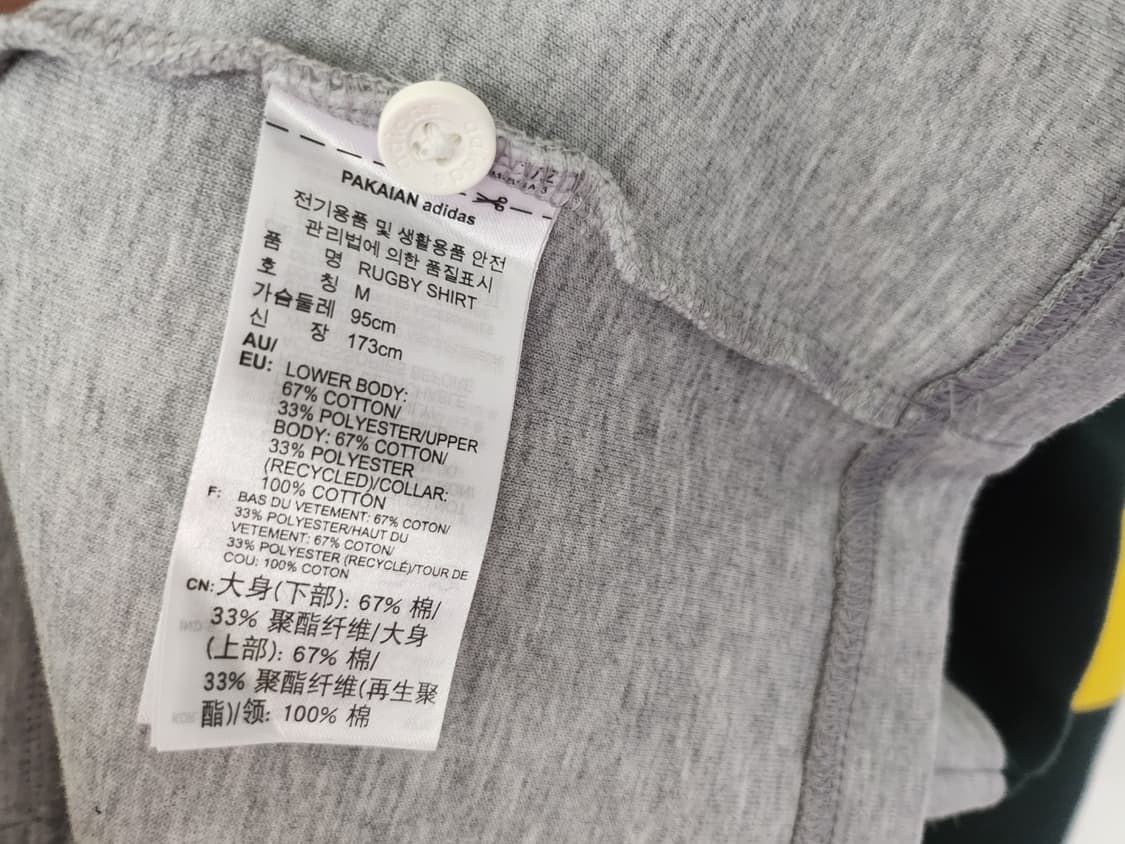 PAKAIAN adidas
전기용품 및 생활용품 안전
관리법에 의한 품질표시
품 명 RUGBY SHIRT
호 칭 M
가슴둘레 95cm
신 장 173cm
AU/
EU: LOWER BODY:
67% COTTON/
33% POLYESTER/UPPER
BODY: 67% COTTON/
33% POLYESTER
(RECYCLED)/COLLAR:
100% COTTON
F: BAS DU VETEMENT: 67% COTON/
33% POLYESTER/HAUT DU
VETEMENT: 67% COTON/
33% POLYESTER (RECYCLÉ)/TOUR DE
COU: 100% COTON
CN: 大身(下部): 67% 棉/
33% 聚酯纤维/大身
(上部): 67% 棉/
33% 聚酯纤维(再生聚
酯)/领: 100% 棉